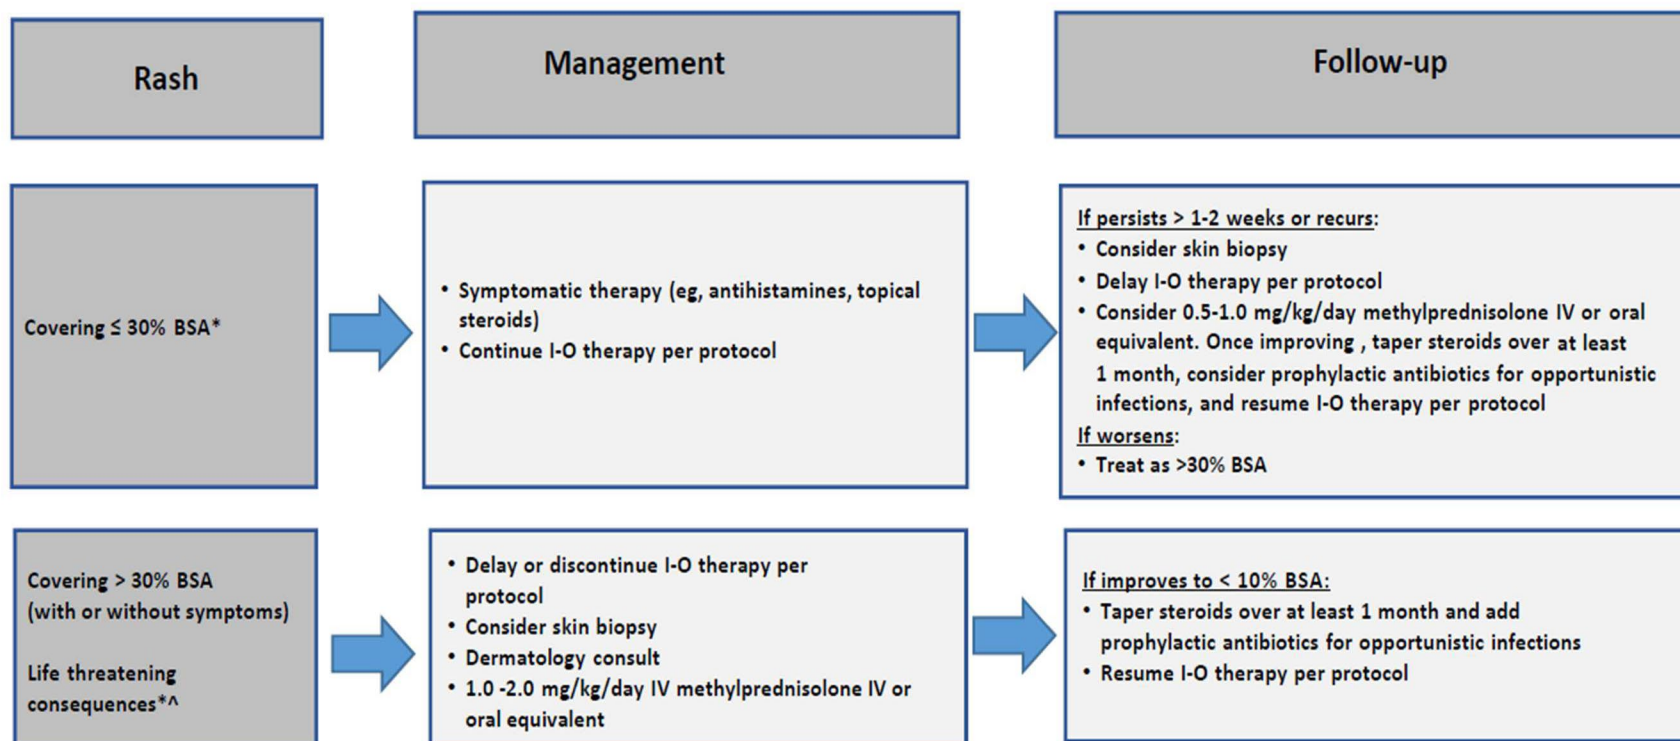 Rash
Management
Follow-up
Covering ≤ 30% BSA*
• Symptomatic therapy (eg, antihistamines, topical
steroids)
• Continue I-O therapy per protocol
If persists > 1-2 weeks or recurs:
• Consider skin biopsy
• Delay I-O therapy per protocol
• Consider 0.5-1.0 mg/kg/day methylprednisolone IV or oral
equivalent. Once improving , taper steroids over at least
1 month, consider prophylactic antibiotics for opportunistic
infections, and resume I-O therapy per protocol
If worsens:
• Treat as >30% BSA
Covering > 30% BSA
(with or without symptoms)
Life threatening
consequences*^
• Delay or discontinue I-O therapy per
protocol
• Consider skin biopsy
• Dermatology consult
• 1.0 -2.0 mg/kg/day IV methylprednisolone IV or
oral equivalent
If improves to < 10% BSA:
• Taper steroids over at least 1 month and add
prophylactic antibiotics for opportunistic infections
• Resume I-O therapy per protocol